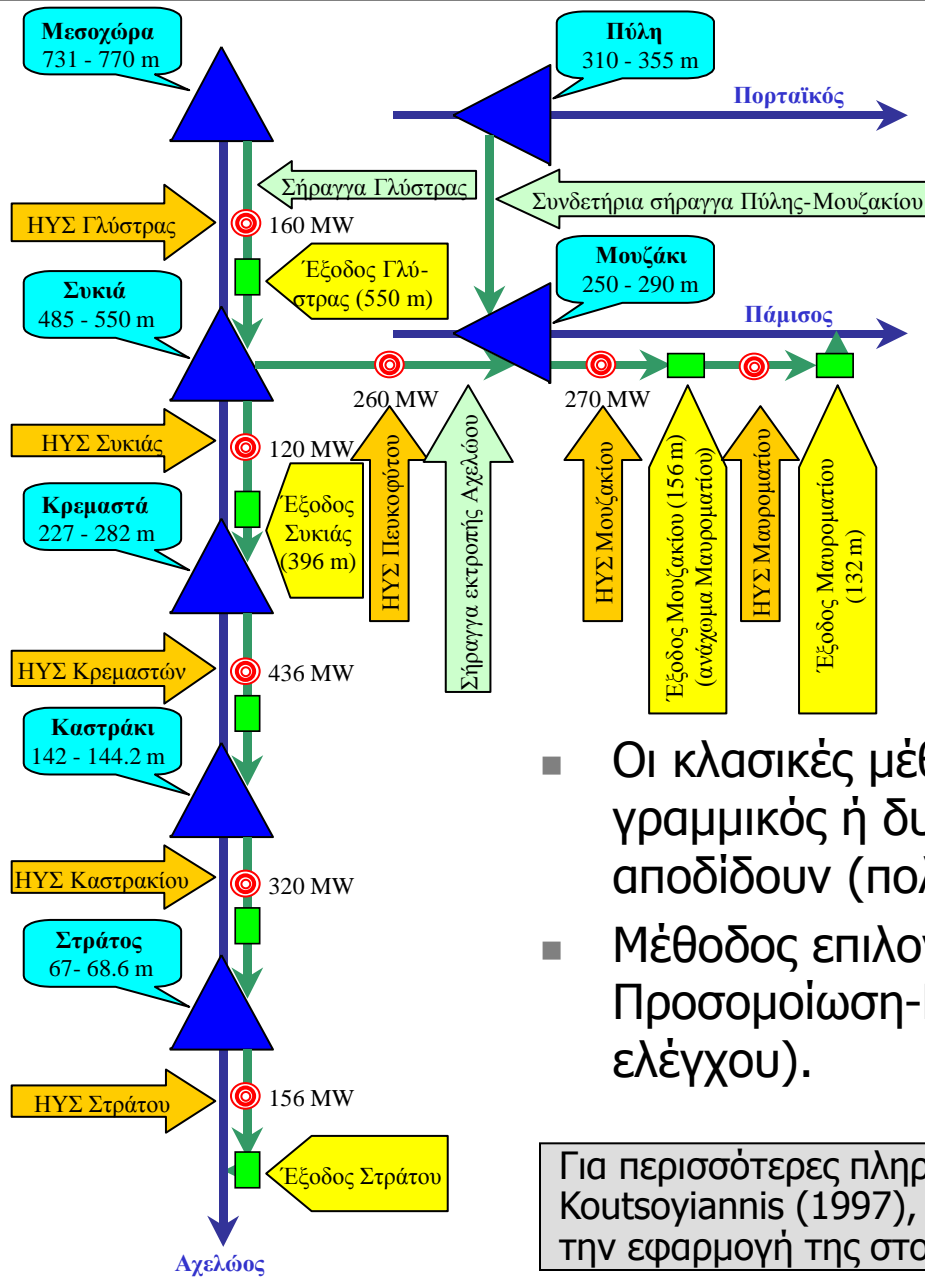 Μεσοχώρα
731 - 770 m
Πύλη
310 - 355 m
Πορταϊκός
Σήραγγα Γλύστρας
Συνδετήρια σήραγγα Πύλης-Μουζακίου
ΗΥΣ Γλύστρας
160 MW
Έξοδος Γλύ-
στρας (550 m)
Μουζάκι
250 - 290 m
Συκιά
485 - 550 m
Πάμισος
260 MW
270 MW
ΗΥΣ Συκιάς
120 MW
Κρεμαστά
227 - 282 m
Έξοδος
Συκιάς
(396 m)
ΗΥΣ Πευκοφύτου
Σήραγγα εκτροπής Αχελώου
ΗΥΣ Μουζακίου
Έξοδος Μουζακίου (156 m)
(ανάχωμα Μαυροματίου)
ΗΥΣ Μαυροματίου
Έξοδος Μαυροματίου
(132 m)
ΗΥΣ Κρεμαστών
436 MW
Καστράκι
142 - 144.2 m
ΗΥΣ Καστρακίου
320 MW
Στράτος
67- 68.6 m
ΗΥΣ Στράτου
156 MW
Έξοδος Στράτου
Αχελώος
▪ Οι κλασικές μέθ
γραμμικός ή δυ
αποδίδουν (πολ
▪ Μέθοδος επιλογ
Προσομοίωση-
ελέγχου).
Για περισσότερες πληρ
Koutsoyiannis (1997),
την εφαρμογή της στο